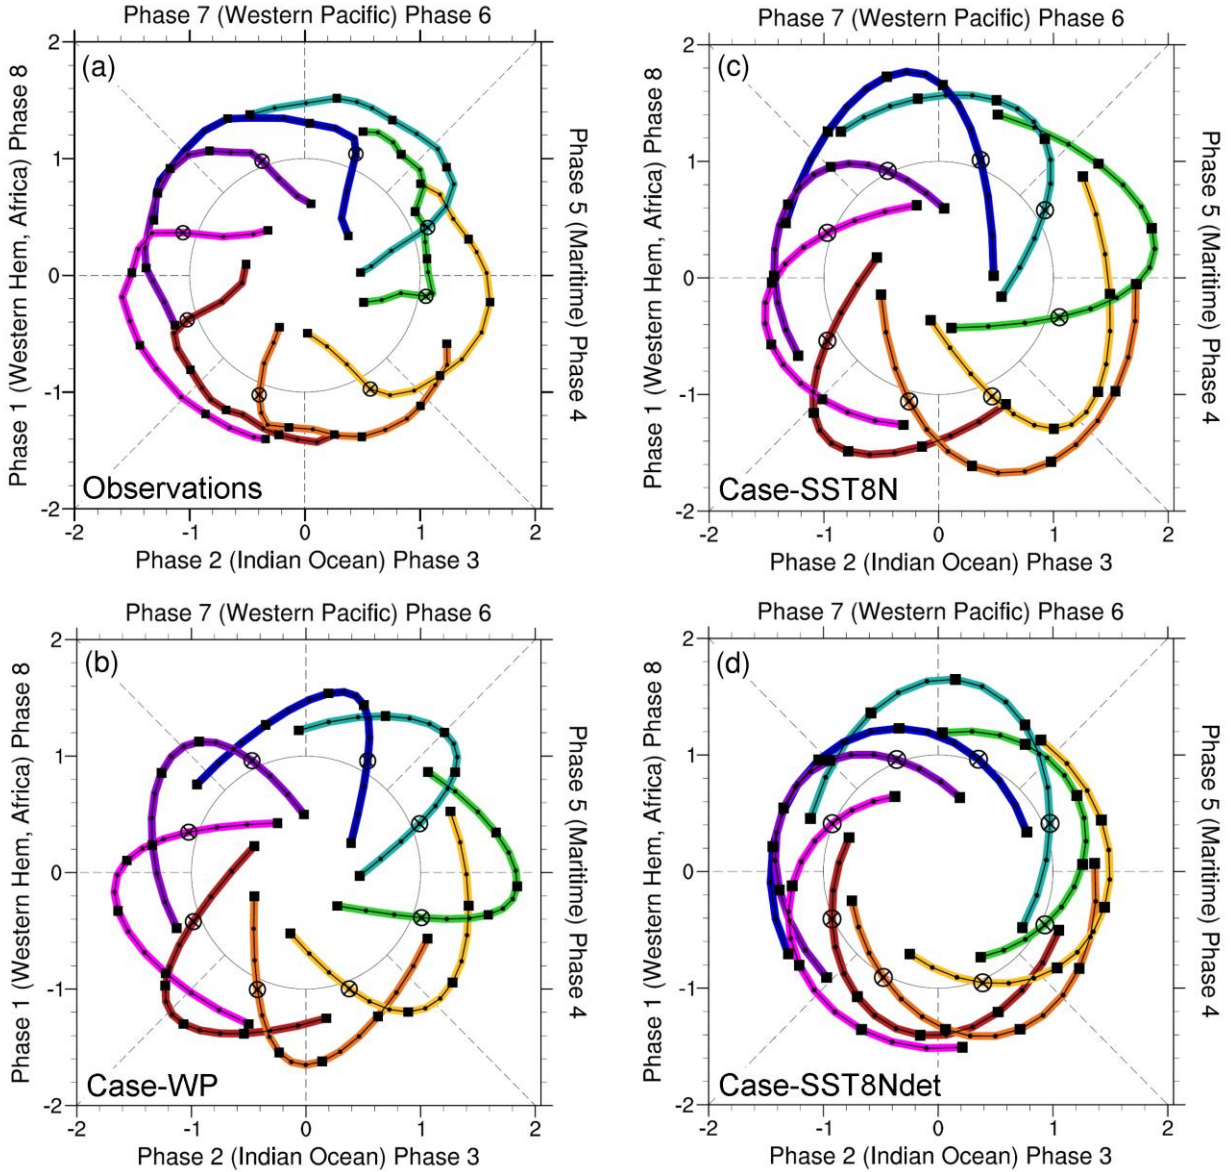 Phase 7 (Western Pacific) Phase 6
Phase 1 (Western Hem, Africa) Phase 8
(a)
2
1
0
-1
-2
Observations
-2 -1 0 1 2
Phase 2 (Indian Ocean) Phase 3
Phase 5 (Maritime) Phase 4
Phase 7 (Western Pacific) Phase 6
Phase 1 (Western Hem, Africa) Phase 8
(c)
2
1
0
-1
-2
Case-SST8N
-2 -1 0 1 2
Phase 2 (Indian Ocean) Phase 3
Phase 5 (Maritime) Phase 4
Phase 7 (Western Pacific) Phase 6
Phase 1 (Western Hem, Africa) Phase 8
(b)
2
1
0
-1
-2
Case-WP
-2 -1 0 1 2
Phase 2 (Indian Ocean) Phase 3
Phase 5 (Maritime) Phase 4
Phase 7 (Western Pacific) Phase 6
Phase 1 (Western Hem, Africa) Phase 8
(d)
2
1
0
-1
-2
Case-SST8Ndet
-2 -1 0 1 2
Phase 2 (Indian Ocean) Phase 3
Phase 5 (Maritime) Phase 4